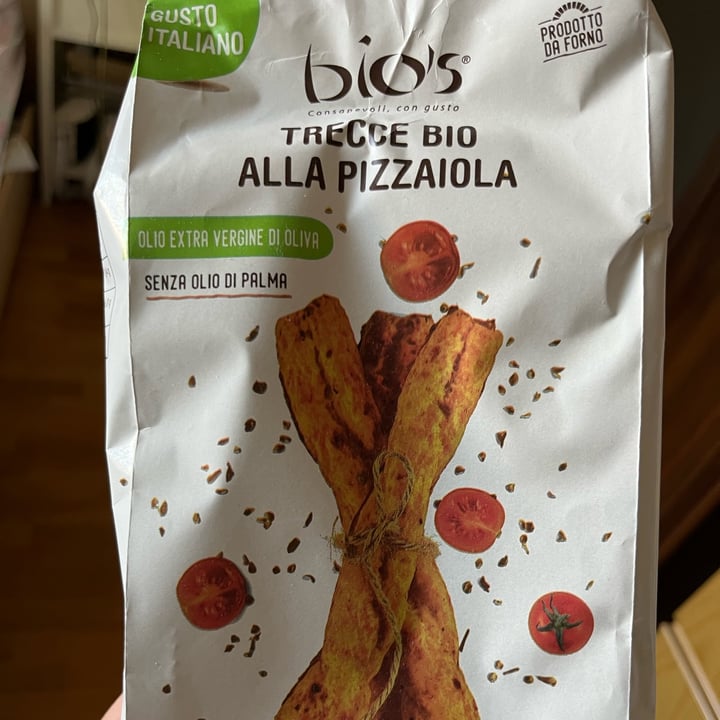 GUSTO
ITALIANO
PRODOTTO
DA FORNO
bio's®
Consapevoli, con gusto
TRECCE BIO
ALLA PIZZAIOLA
OLIO EXTRA VERGINE DI OLIVA
SENZA OLIO DI PALMA